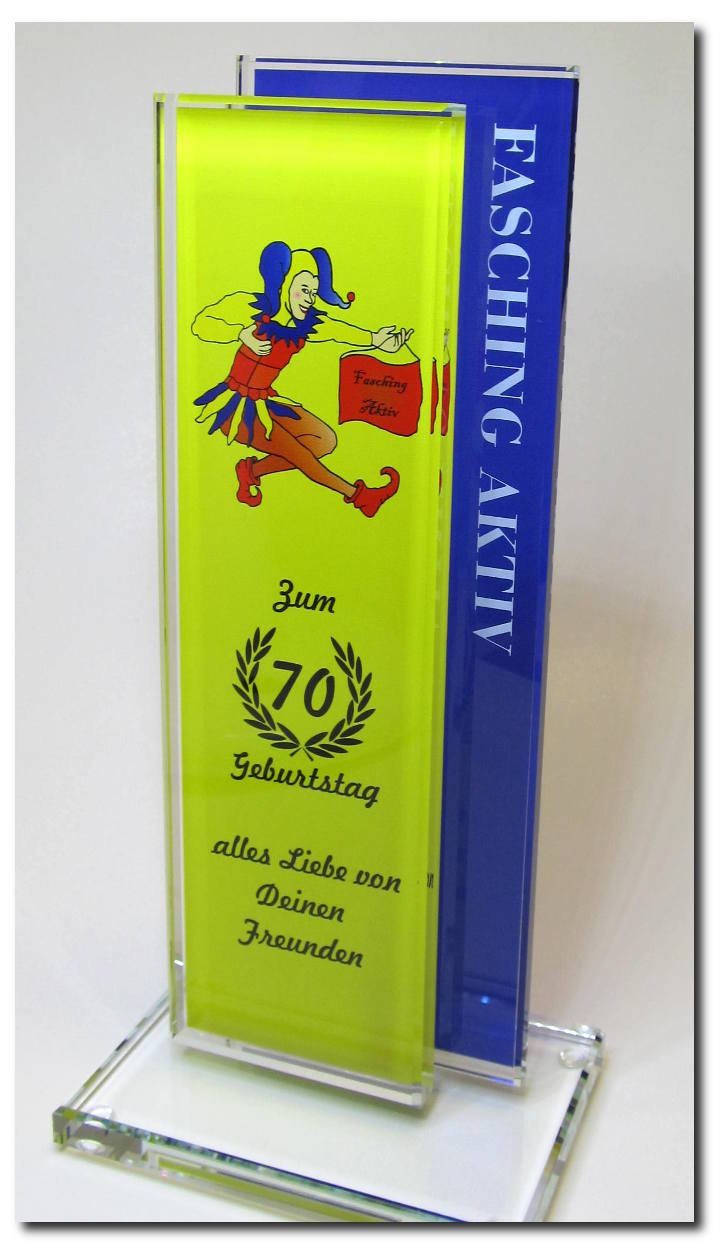 FASCHING AKTIV
Fasching
Aktiv
Zum
70
Geburtstag
alles Liebe von
Deinen
Freunden